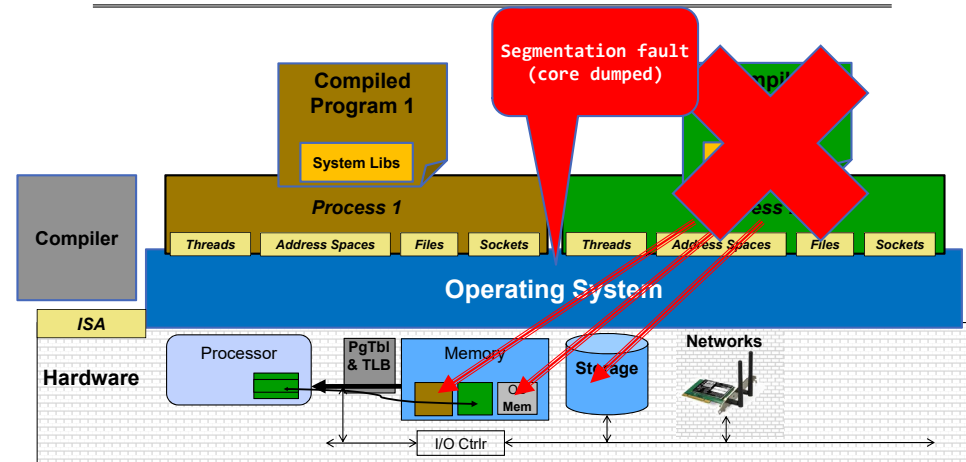 Segmentation fault
(core dumped)
Compiled
Program 1
System Libs
Process 1
Compiler
Threads
Address Spaces
Files
Sockets
Threads
Address Spaces
Files
Sockets
Operating System
ISA
Hardware
Processor
PgTbl
& TLB
Memory
Mem
Storage
Networks
I/O Ctrlr